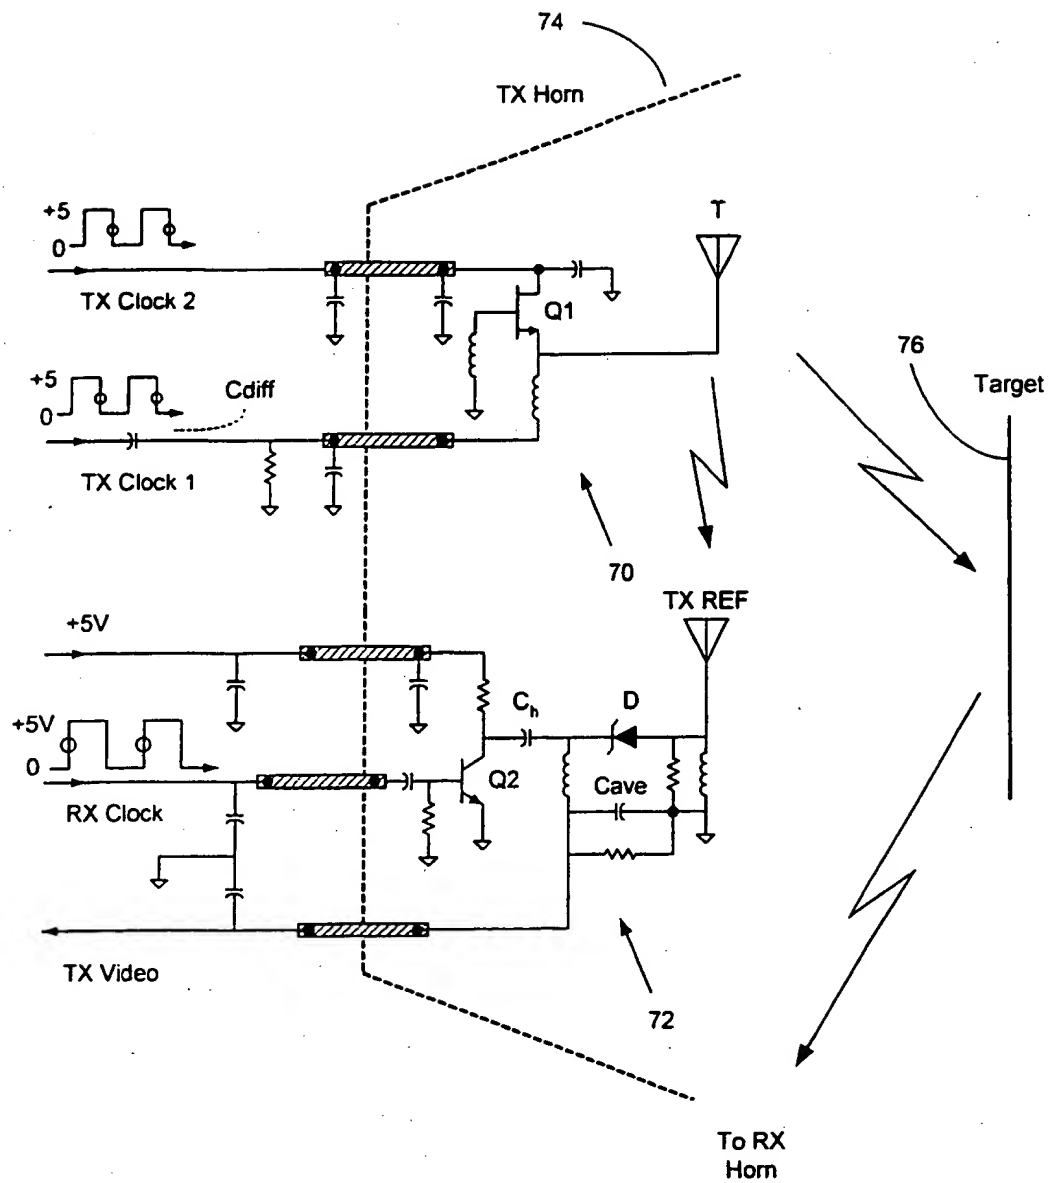 74
TX Horn
T
+5
0
TX Clock 2
Q1
76
Target
+5
0
Cdiff
TX Clock 1
70
TX REF
+5V
Ch
D
+5V
0
Q2
Cave
RX Clock
TX Video
72
To RX
Horn